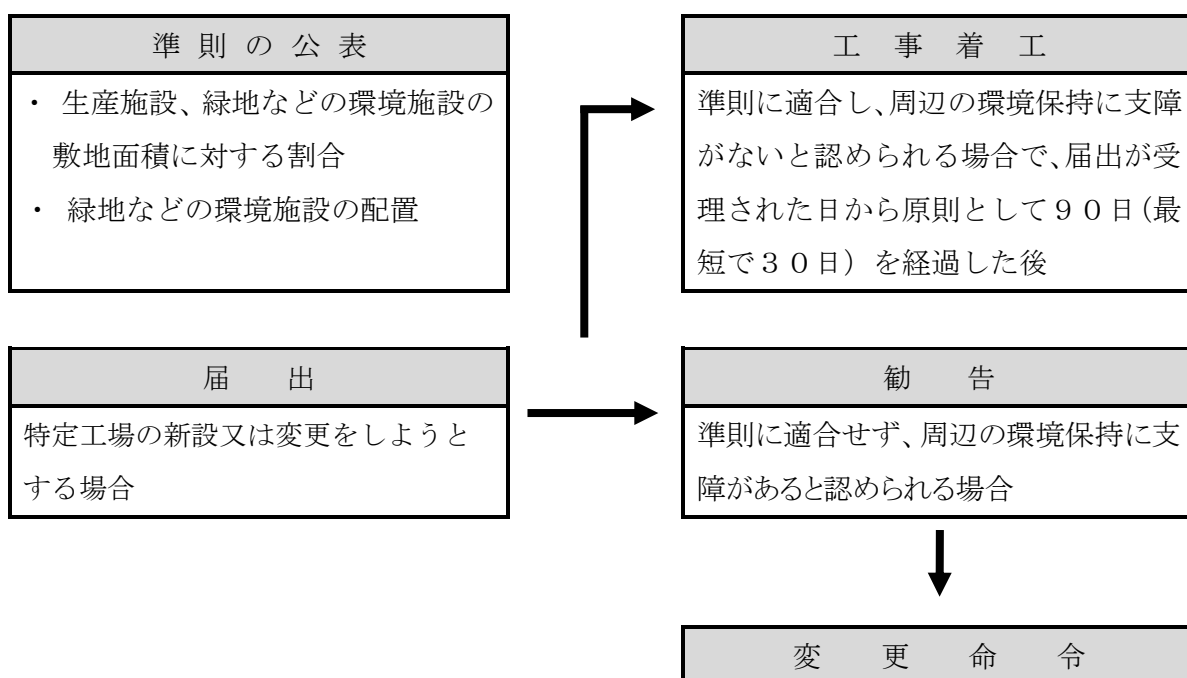 準則の公表
・ 生産施設、緑地などの環境施設の
敷地面積に対する割合
・ 緑地などの環境施設の配置
工事着工
準則に適合し、周辺の環境保持に支障
がないと認められる場合で、届出が受
理された日から原則として９０日（最
短で３０日）を経過した後
届出
特定工場の新設又は変更をしようと
する場合
勧告
準則に適合せず、周辺の環境保持に支
障があると認められる場合
変更命令